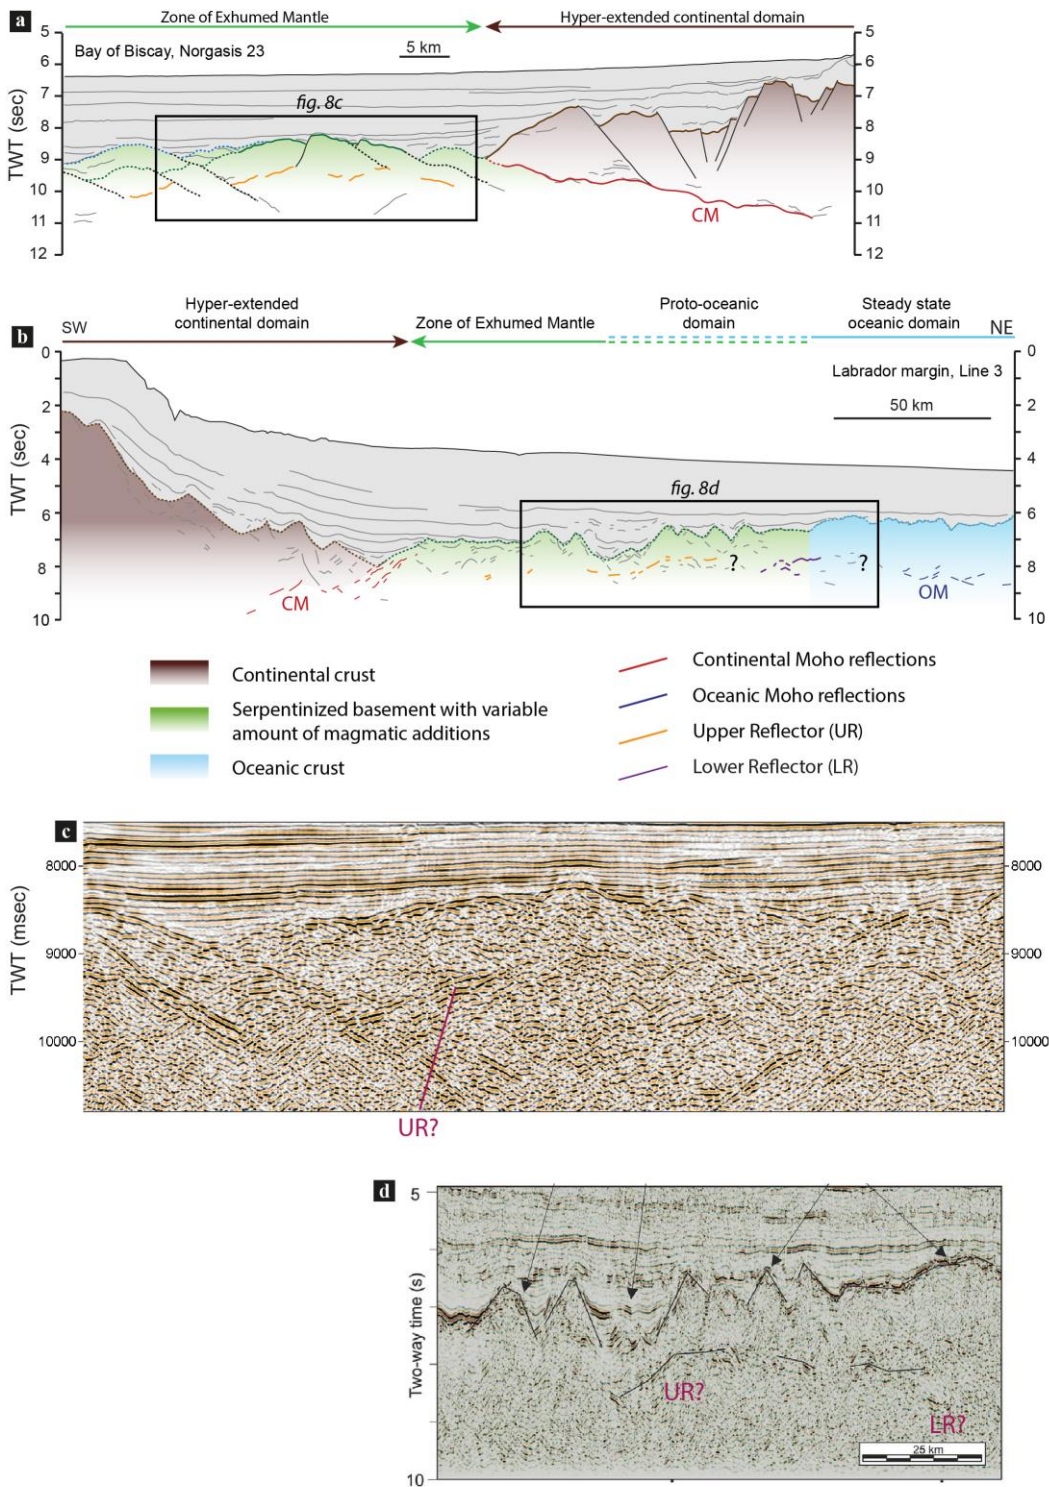 a
Zone of Exhumed Mantle
Hyper-extended continental domain
Bay of Biscay, Norgasis 23
5 km
fig. 8c
TWT (sec)
5
6
7
8
9
10
11
12
5
6
7
8
9
10
11
12
CM
b
SW
Hyper-extended
continental domain
Zone of Exhumed Mantle
Proto-oceanic
domain
Steady state
oceanic domain
NE
Labrador margin, Line 3
50 km
fig. 8d
TWT (sec)
0
2
4
6
8
10
0
2
4
6
8
10
?
?
CM
OM
Continental crust
Serpentinized basement with variable
amount of magmatic additions
Oceanic crust
Continental Moho reflections
Oceanic Moho reflections
Upper Reflector (UR)
Lower Reflector (LR)
c
TWT (msec)
8000
9000
10000
8000
9000
10000
UR?
d
Two-way time (s)
5
10
UR?
LR?
25 km